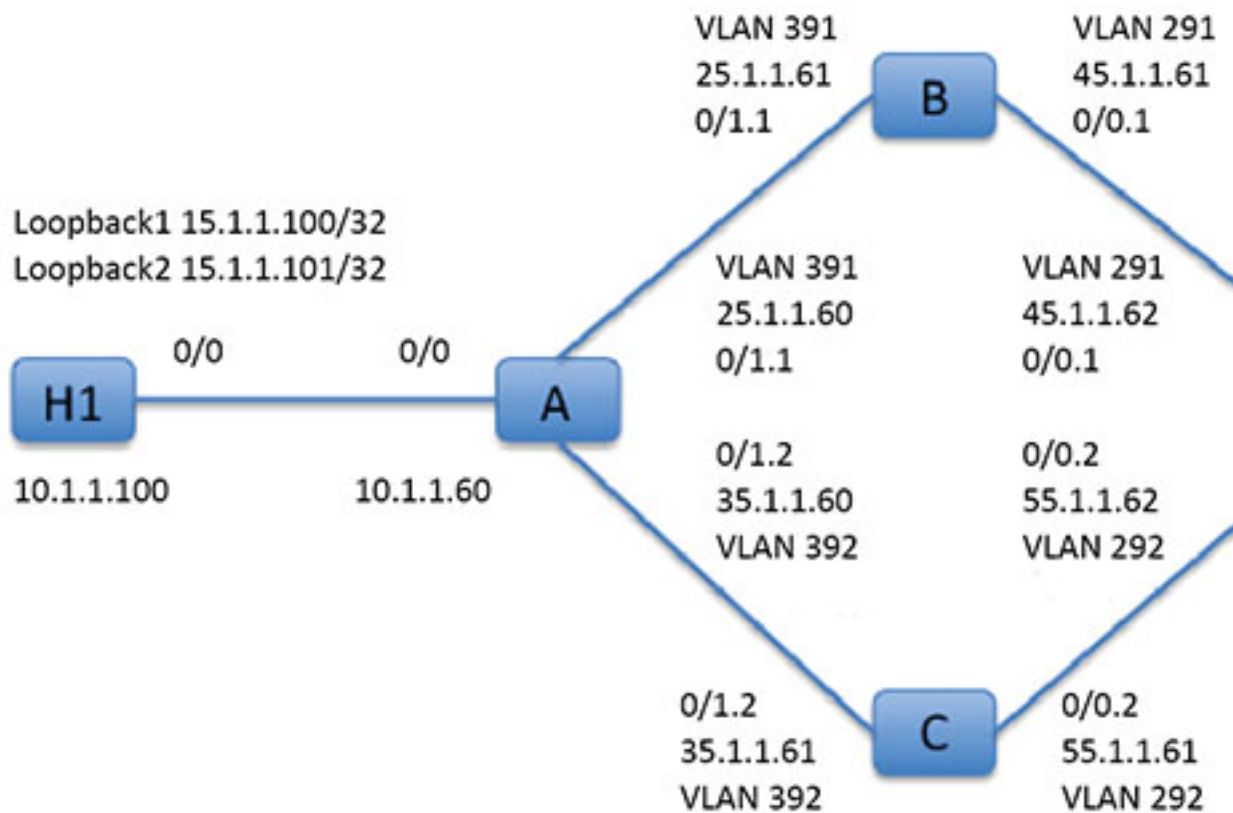 VLAN 391
25.1.1.61
0/1.1
B
VLAN 291
45.1.1.61
0/0.1
Loopback1 15.1.1.100/32
Loopback2 15.1.1.101/32
0/0
0/0
H1
A
10.1.1.100
10.1.1.60
VLAN 391
25.1.1.60
0/1.1
VLAN 291
45.1.1.62
0/0.1
0/1.2
35.1.1.60
VLAN 392
0/0.2
55.1.1.62
VLAN 292
0/1.2
35.1.1.61
VLAN 392
C
0/0.2
55.1.1.61
VLAN 292